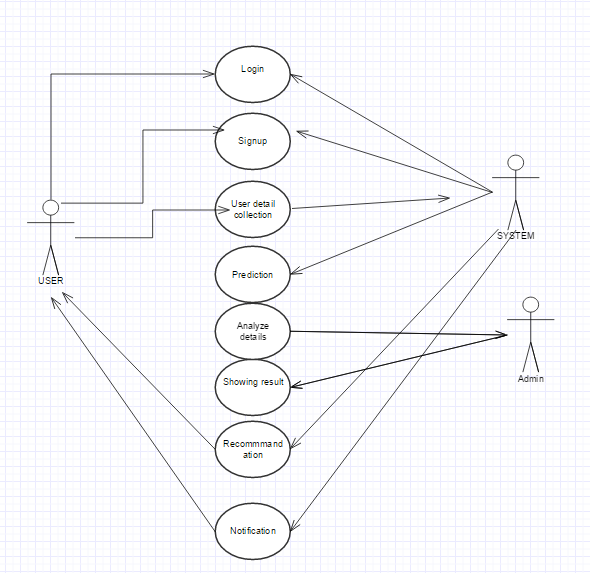 Login
Signup
User detail
collection
Prediction
Analyze
details
Showing result
Recommmand
ation
Notification
USER
SYSTEM
Admin